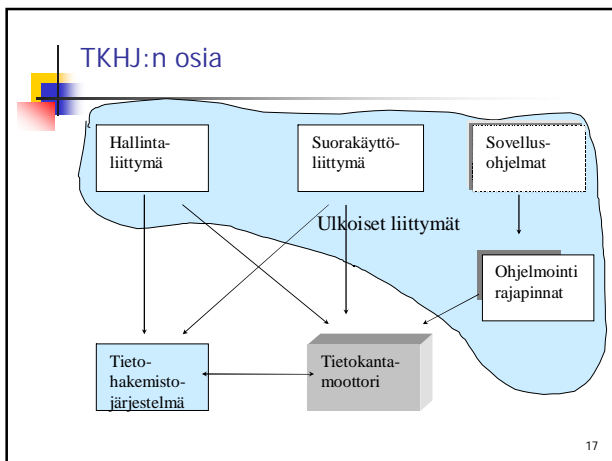 TKHJ:n osia
Hallinta-
liittymä
Suorakäyttö-
liittymä
Sovellus-
ohjelmat
Ulkoiset liittymät
Ohjelmointi
rajapinnat
Tieto-
hakemisto-
järjestelmä
Tietokanta-
moottori
17